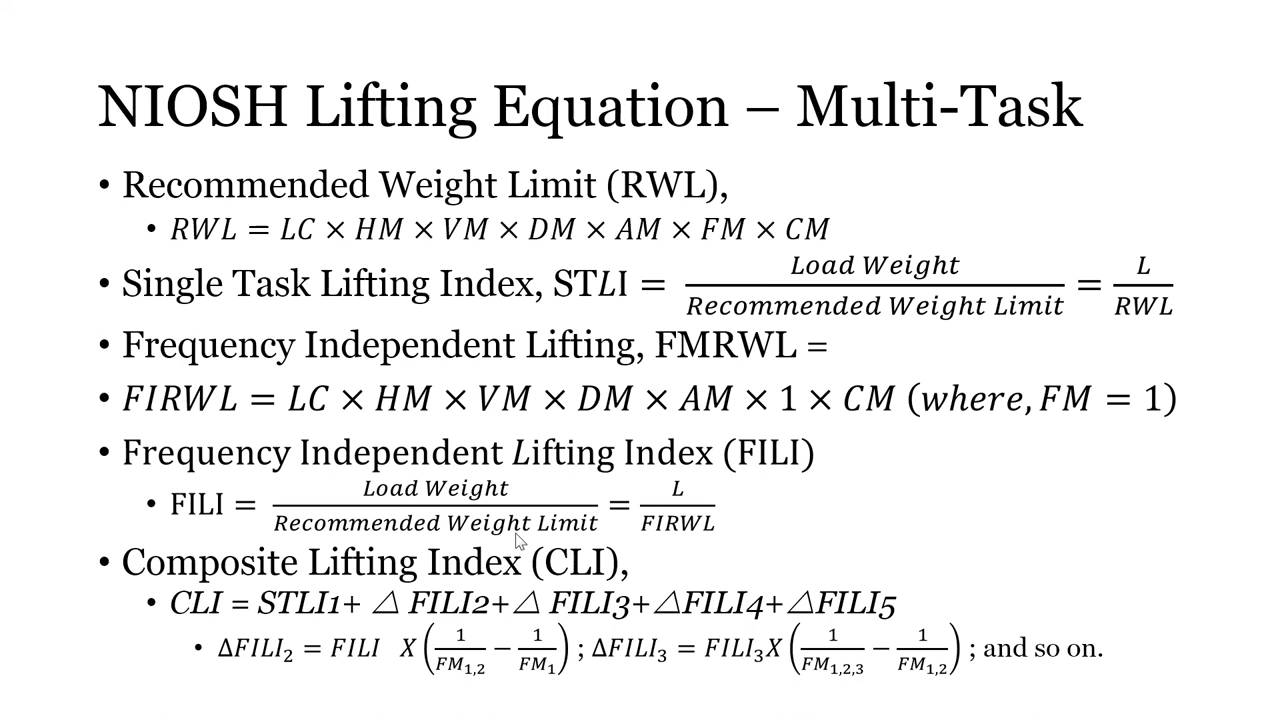 NIOSH Lifting Equation – Multi-Task
• Recommended Weight Limit (RWL),
• RWL = LC × HM × VM × DM × AM × FM × CM
• Single Task Lifting Index, STLI = Load Weight / Recommended Weight Limit = L / RWL
• Frequency Independent Lifting, FMRWL =
• FIRWL = LC × HM × VM × DM × AM × 1 × CM (where, FM = 1)
• Frequency Independent Lifting Index (FILI)
• FILI = Load Weight / Recommended Weight Limit = L / FIRWL
• Composite Lifting Index (CLI),
• CLI = STLI1+ △ FILI2+△ FILI3+△FILI4+△FILI5
• ΔFILI₂ = FILI X (1/FM₁,₂ − 1/FM₁) ; ΔFILI₃ = FILI₃X (1/FM₁,₂,₃ − 1/FM₁,₂) ; and so on.